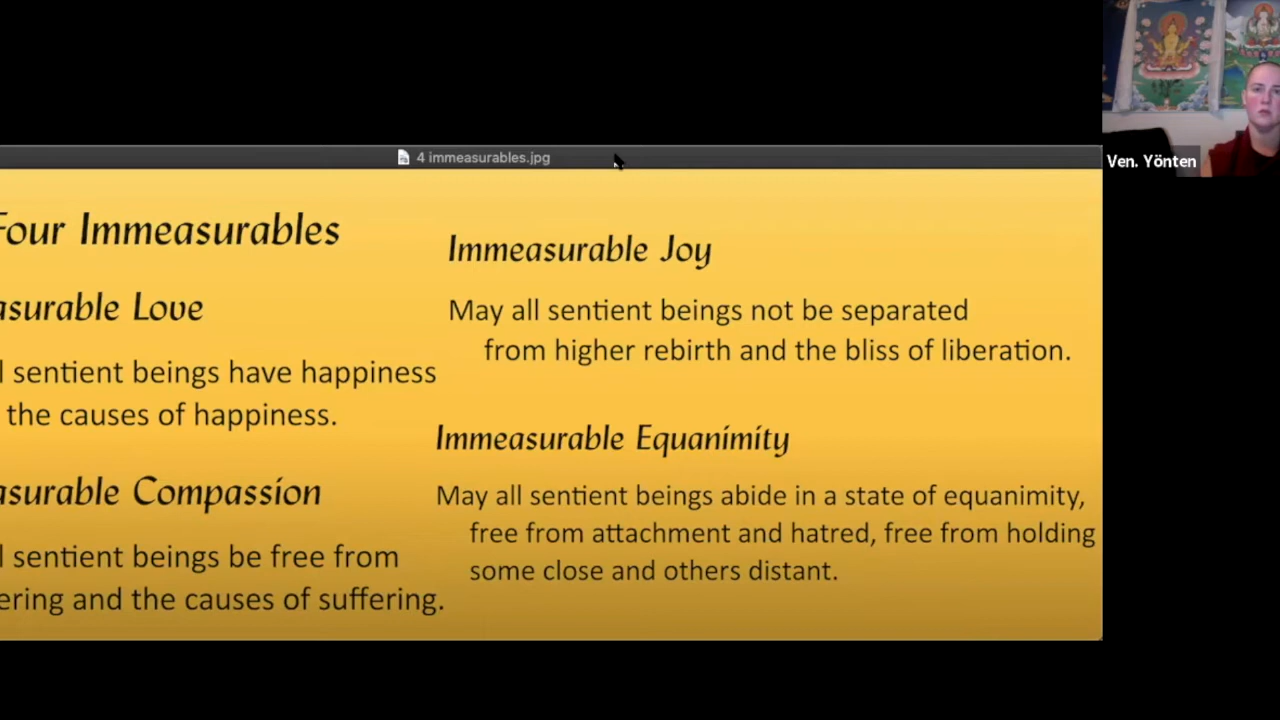 4 immeasurables.jpg
Four Immeasurables
asurable Love
sentient beings have happiness
the causes of happiness.
asurable Compassion
sentient beings be free from
ering and the causes of suffering.
Immeasurable Joy
May all sentient beings not be separated
from higher rebirth and the bliss of liberation.
Immeasurable Equanimity
May all sentient beings abide in a state of equanimity,
free from attachment and hatred, free from holding
some close and others distant.
Ven. Yönten